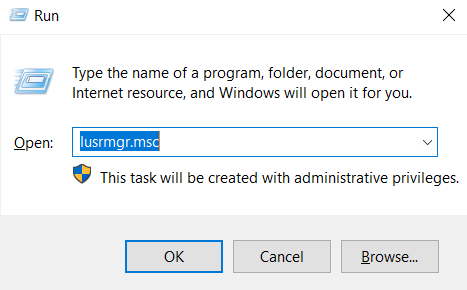 Run
Type the name of a program, folder, document, or
Internet resource, and Windows will open it for you.
Open: lusrmgr.msc
This task will be created with administrative privileges.
OK Cancel Browse...